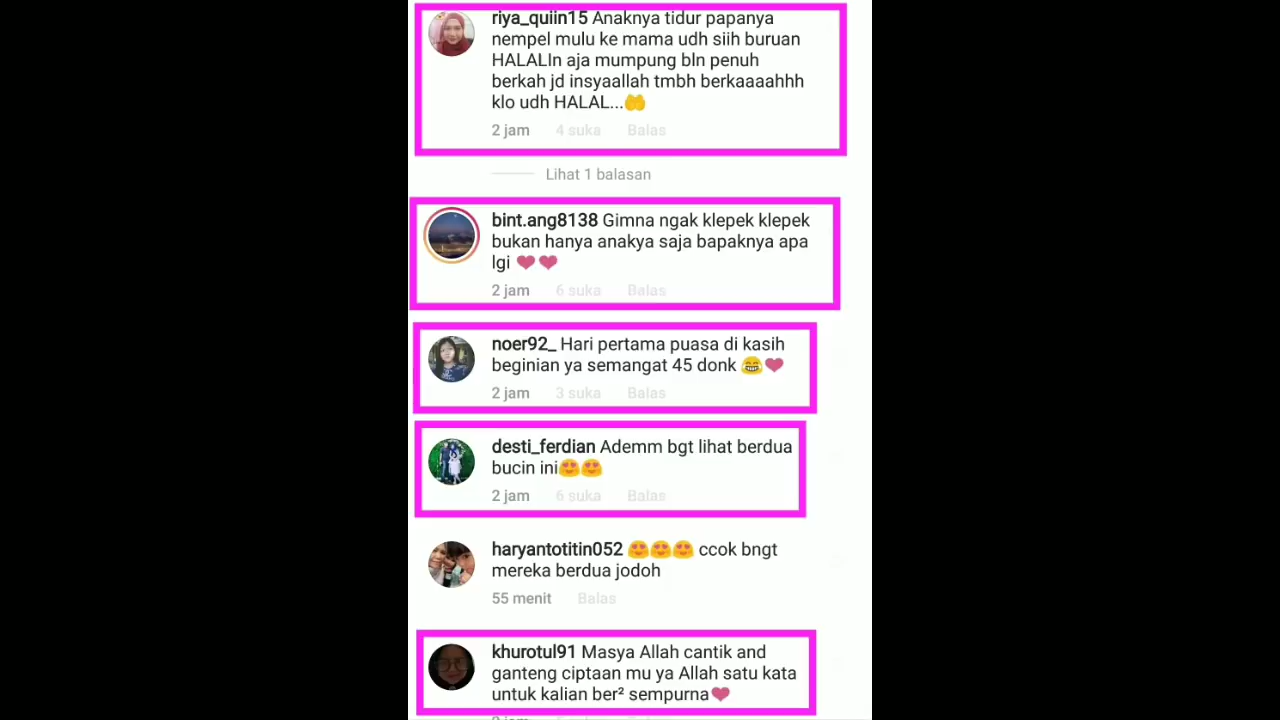 riya_quiin15 Anaknya tidur papanya
nempel mulu ke mama udh siih buruan
HALALIn aja mumpung bln penuh
berkah jd insyaallah tmbh berkaaaahhh
klo udh HALAL...🤲
2 jam 4 suka Balas
Lihat 1 balasan
bint.ang8138 Gimna ngak klepek klepek
bukan hanya anakya saja bapaknya apa
lgi ❤❤
2 jam 6 suka Balas
noer92_ Hari pertama puasa di kasih
beginian ya semangat 45 donk 😂❤
2 jam 3 suka Balas
desti_ferdian Ademm bgt lihat berdua
bucin ini😍😍
2 jam 6 suka Balas
haryantotitin052 😍😍😍 ccok bngt
mereka berdua jodoh
55 menit Balas
khurotul91 Masya Allah cantik and
ganteng ciptaan mu ya Allah satu kata
untuk kalian ber² sempurna❤